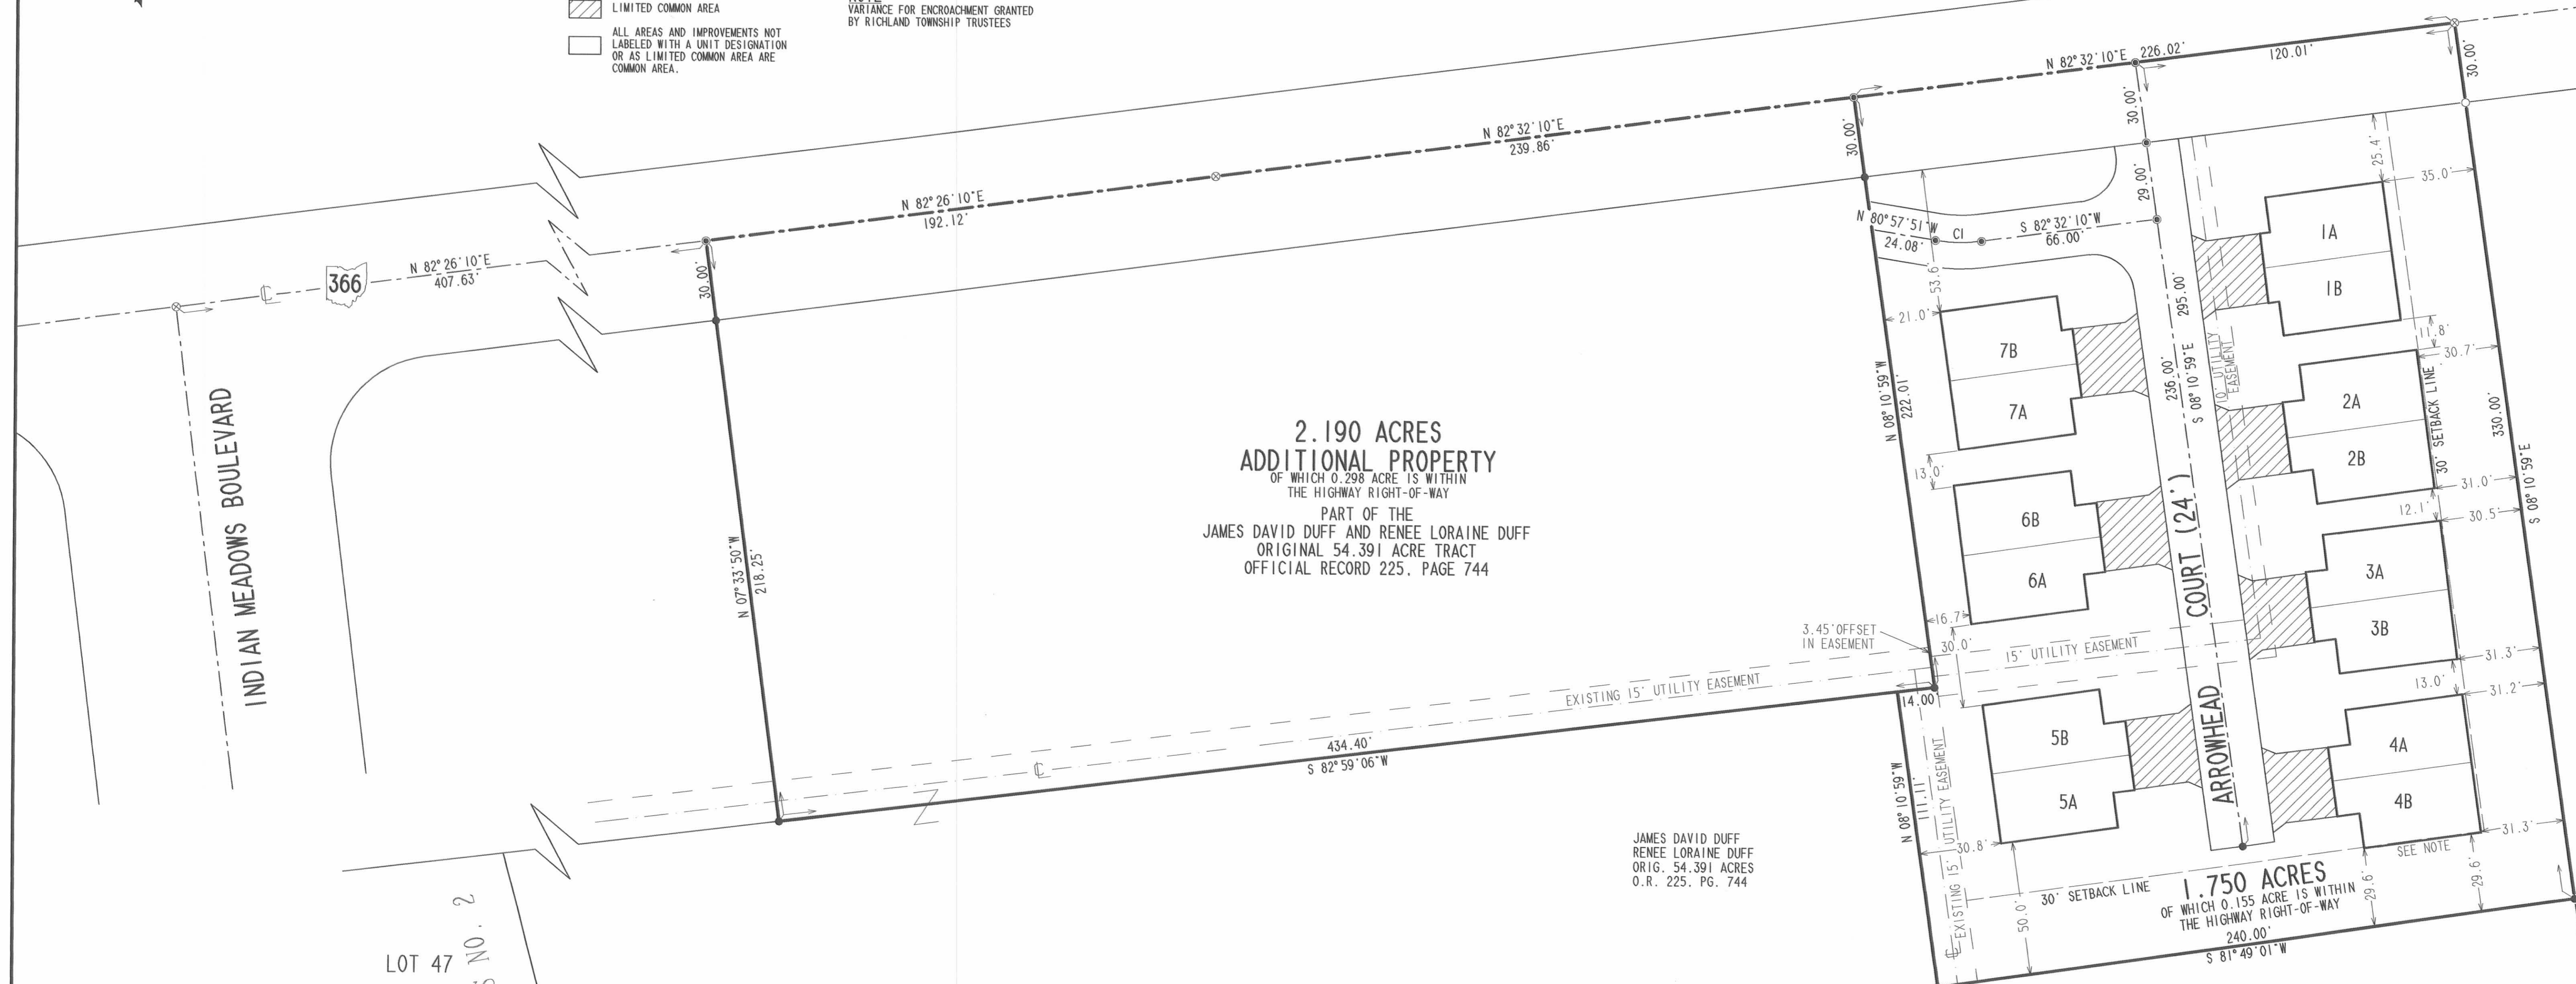 LIMITED COMMON AREA
ALL AREAS AND IMPROVEMENTS NOT
LABELED WITH A UNIT DESIGNATION
OR AS LIMITED COMMON AREA ARE
COMMON AREA.
VARIANCE FOR ENCROACHMENT GRANTED
BY RICHLAND TOWNSHIP TRUSTEES
N 82°32'10"E 226.02'
120.01'
30.00'
30.00'
30.00'
N 82°32'10"E
239.86'
N 82°26'10"E
192.12'
30.00'
N 82°26'10"E
407.63'
366
INDIAN MEADOWS BOULEVARD
N 07°33'50"W
218.25'
2.190 ACRES
ADDITIONAL PROPERTY
OF WHICH 0.298 ACRE IS WITHIN
THE HIGHWAY RIGHT-OF-WAY
PART OF THE
JAMES DAVID DUFF AND RENEE LORAINE DUFF
ORIGINAL 54.391 ACRE TRACT
OFFICIAL RECORD 225, PAGE 744
N 80°57'51"W
24.08'
C1
S 82°32'10"W
66.00'
29.00'
25.4'
35.0'
53.6'
21.0'
N 08°10'59"W
222.01'
7B
7A
13.0'
6B
6A
16.7'
30.0'
3.45'OFFSET
IN EASEMENT
15' UTILITY EASEMENT
EXISTING 15' UTILITY EASEMENT
14.00'
434.40'
S 82°59'06"W
N 08°10'59"W
111.11'
EXISTING 15' UTILITY EASEMENT
5B
5A
30.8'
50.0'
295.00'
236.00'
S 08°10'59"E
10' UTILITY
EASEMENT
ARROWHEAD COURT (24')
1A
1B
11.8'
30.7'
2A
2B
30' SETBACK LINE
330.00'
S 08°10'59"E
31.0'
12.1'
30.5'
3A
3B
31.3'
13.0'
31.2'
4A
4B
31.3'
SEE NOTE
29.6'
29.6'
30' SETBACK LINE
1.750 ACRES
OF WHICH 0.155 ACRE IS WITHIN
THE HIGHWAY RIGHT-OF-WAY
240.00'
S 81°49'01"W
JAMES DAVID DUFF
RENEE LORAINE DUFF
ORIG. 54.391 ACRES
O.R. 225, PG. 744
LOT 47
NO. 2